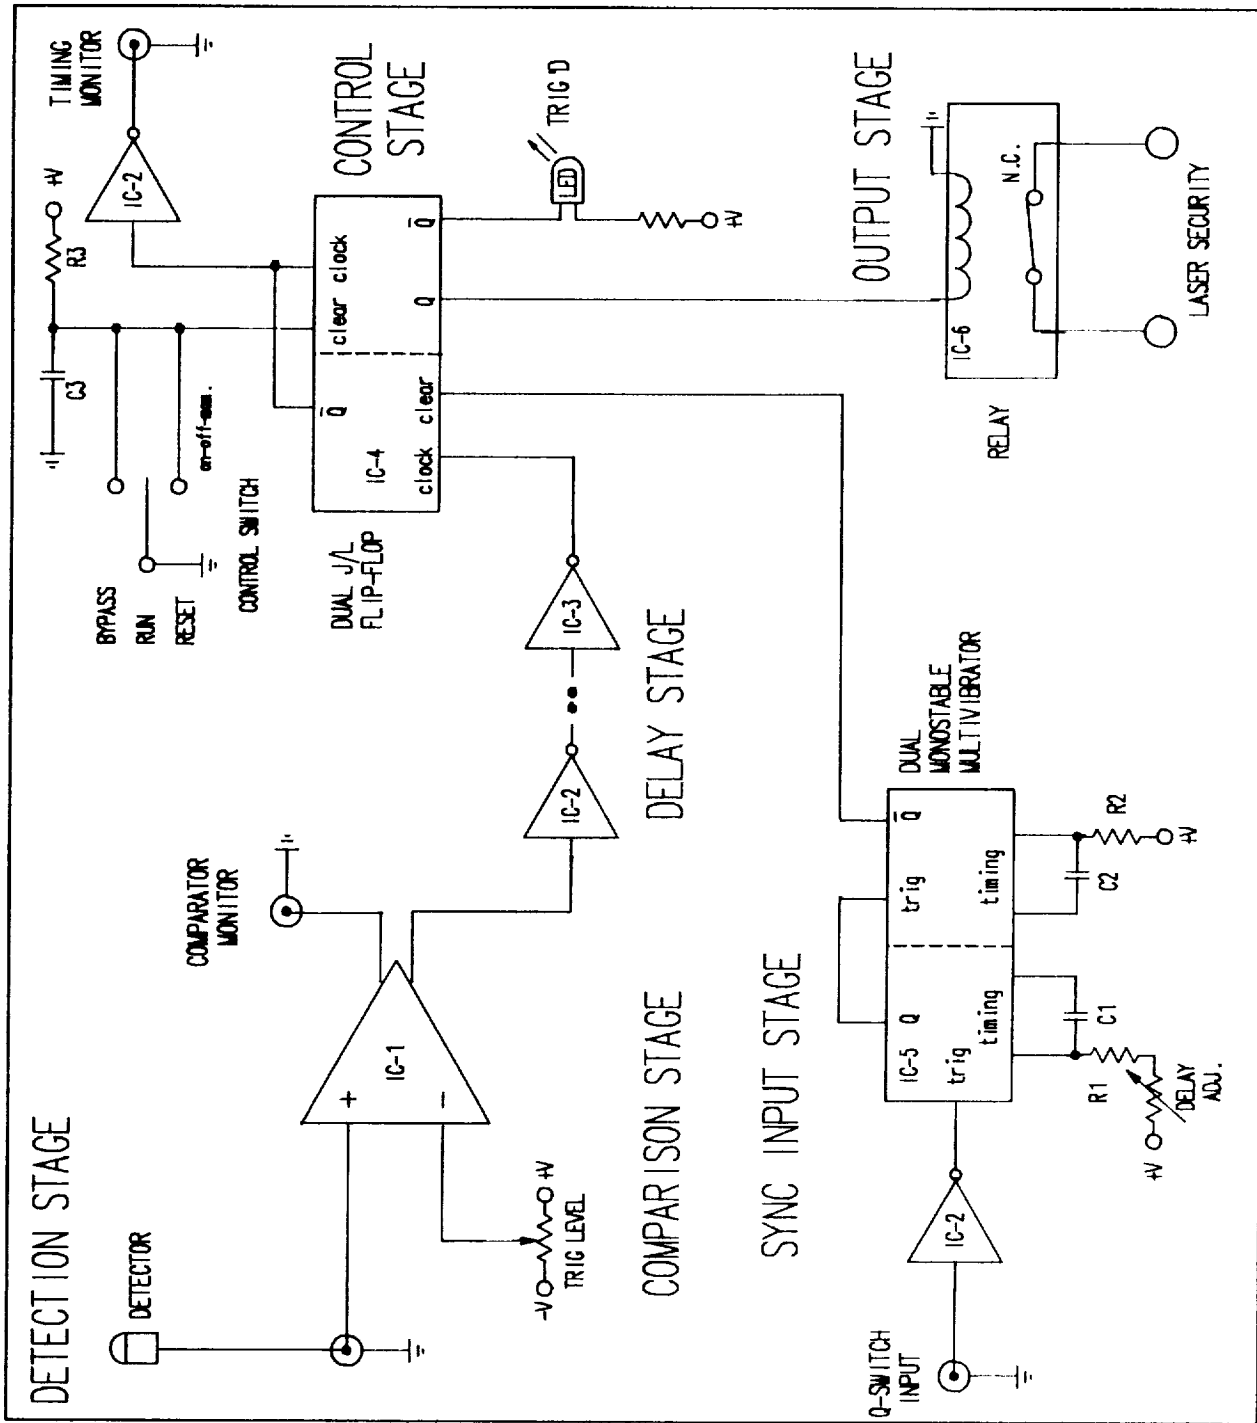 DETECTION STAGE
DETECTOR
+
−
IC-1
-V
+V
TRIG LEVEL
COMPARISON STAGE
COMPARATOR
MONITOR
IC-2
IC-3
DELAY STAGE
BYPASS
RUN
RESET
on-off-mom.
CONTROL SWITCH
C3
R3
+V
TIMING
MONITOR
IC-2
CONTROL
STAGE
DUAL J/L
FLIP-FLOP
IC-4
Q̅
clear
clock
clock
clear
Q
Q̅
LED
TRIG'D
+V
SYNC INPUT STAGE
Q-SWITCH
INPUT
IC-2
IC-5
Q
trig
Q̅
trig
timing
timing
DUAL
MONOSTABLE
MULTIVIBRATOR
R1
C1
+V
DELAY
ADJ.
C2
R2
+V
OUTPUT STAGE
RELAY
IC-6
N.C.
LASER SECURITY